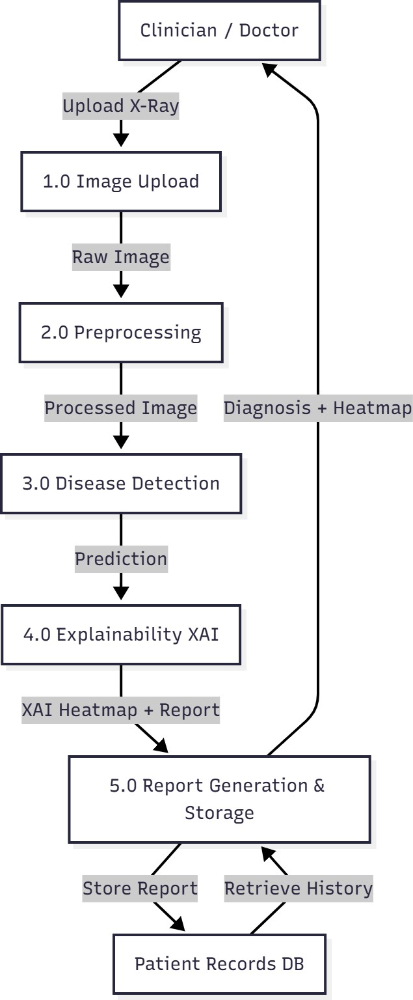 Clinician / Doctor
Upload X-Ray
1.0 Image Upload
Raw Image
2.0 Preprocessing
Processed Image
Diagnosis + Heatmap
3.0 Disease Detection
Prediction
4.0 Explainability XAI
XAI Heatmap + Report
5.0 Report Generation &
Storage
Store Report
Retrieve History
Patient Records DB